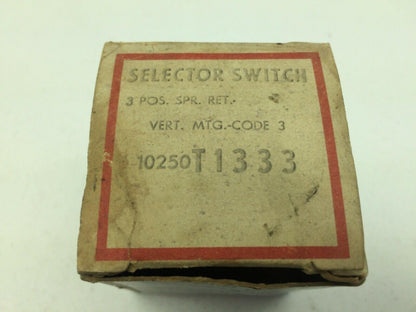 SELECTOR SWITCH
3 POS. SPR. RET.-
VERT. MTG.-CODE 3
10250T1333